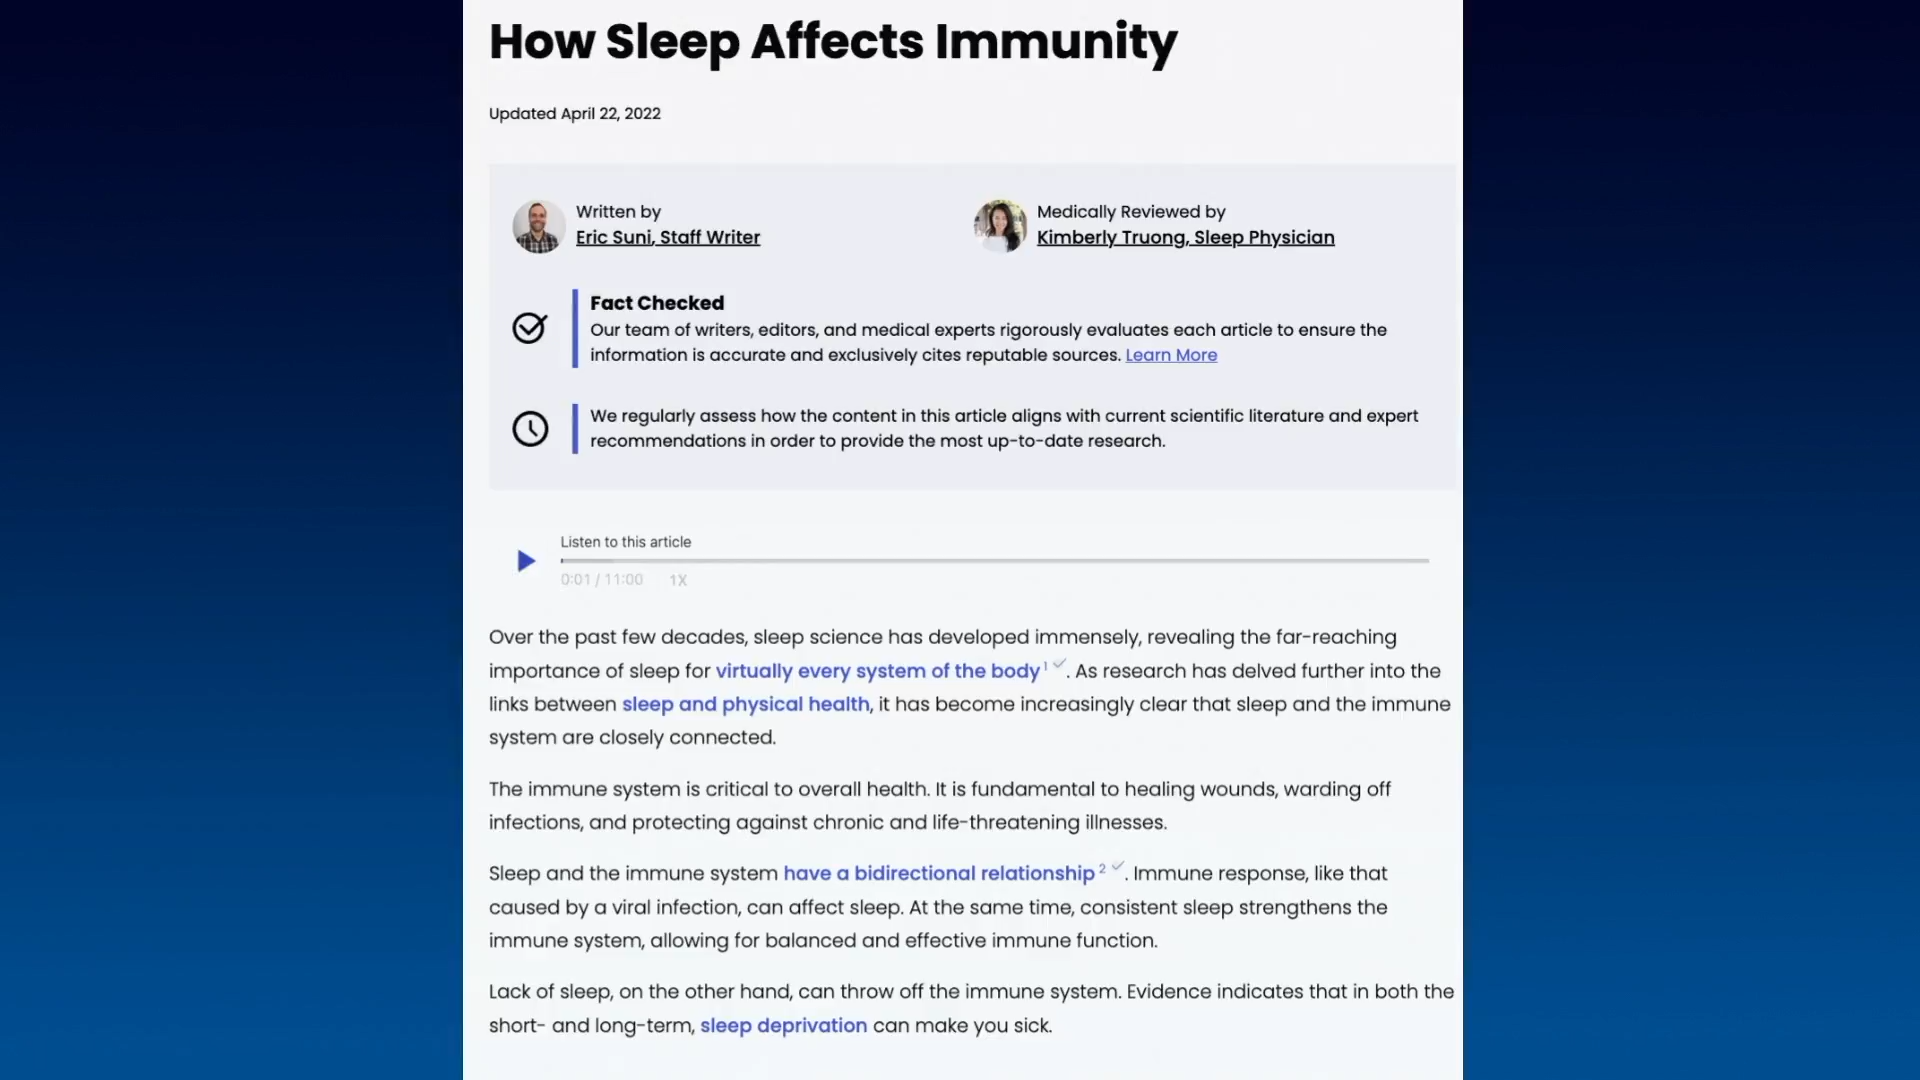 How Sleep Affects Immunity
Updated April 22, 2022
Written by
Eric Suni, Staff Writer
Medically Reviewed by
Kimberly Truong, Sleep Physician
Fact Checked
Our team of writers, editors, and medical experts rigorously evaluates each article to ensure the
information is accurate and exclusively cites reputable sources. Learn More
We regularly assess how the content in this article aligns with current scientific literature and expert
recommendations in order to provide the most up-to-date research.
Listen to this article
0:01 / 11:00 1X
Over the past few decades, sleep science has developed immensely, revealing the far-reaching
importance of sleep for virtually every system of the body 1. As research has delved further into the
links between sleep and physical health, it has become increasingly clear that sleep and the immune
system are closely connected.
The immune system is critical to overall health. It is fundamental to healing wounds, warding off
infections, and protecting against chronic and life-threatening illnesses.
Sleep and the immune system have a bidirectional relationship 2. Immune response, like that
caused by a viral infection, can affect sleep. At the same time, consistent sleep strengthens the
immune system, allowing for balanced and effective immune function.
Lack of sleep, on the other hand, can throw off the immune system. Evidence indicates that in both the
short- and long-term, sleep deprivation can make you sick.